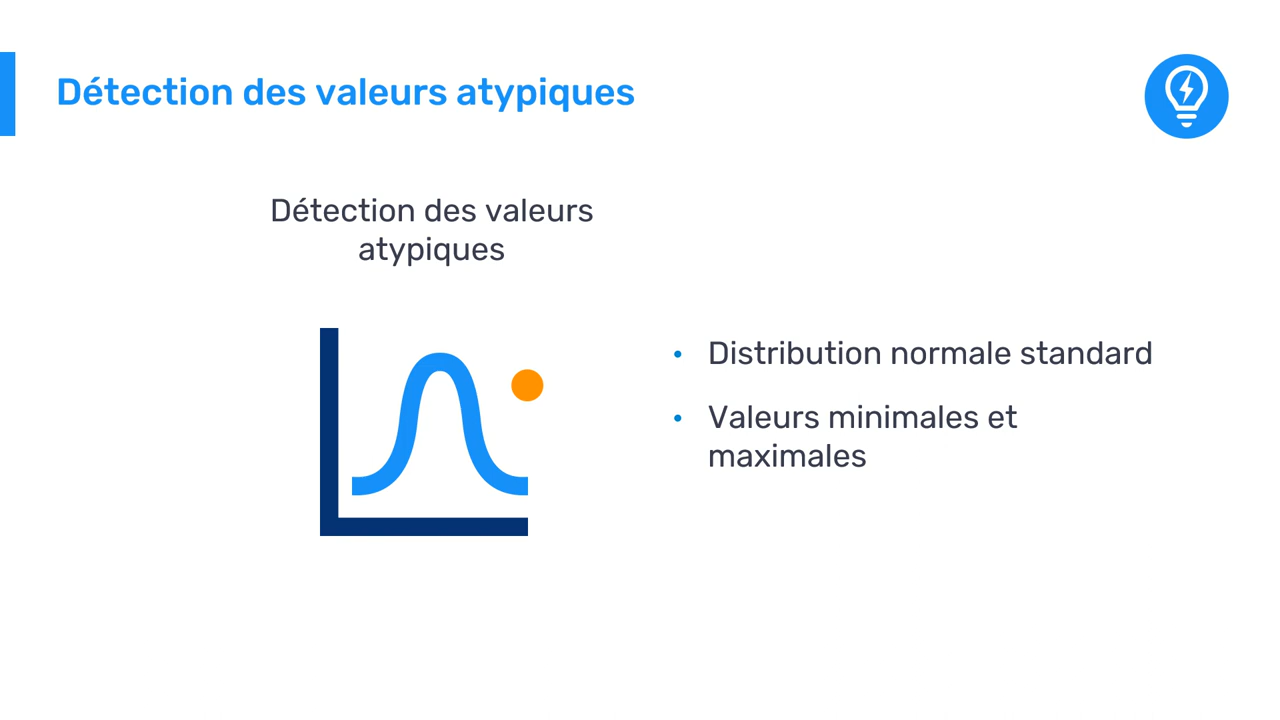 Détection des valeurs atypiques
Détection des valeurs
atypiques
• Distribution normale standard
• Valeurs minimales et
maximales